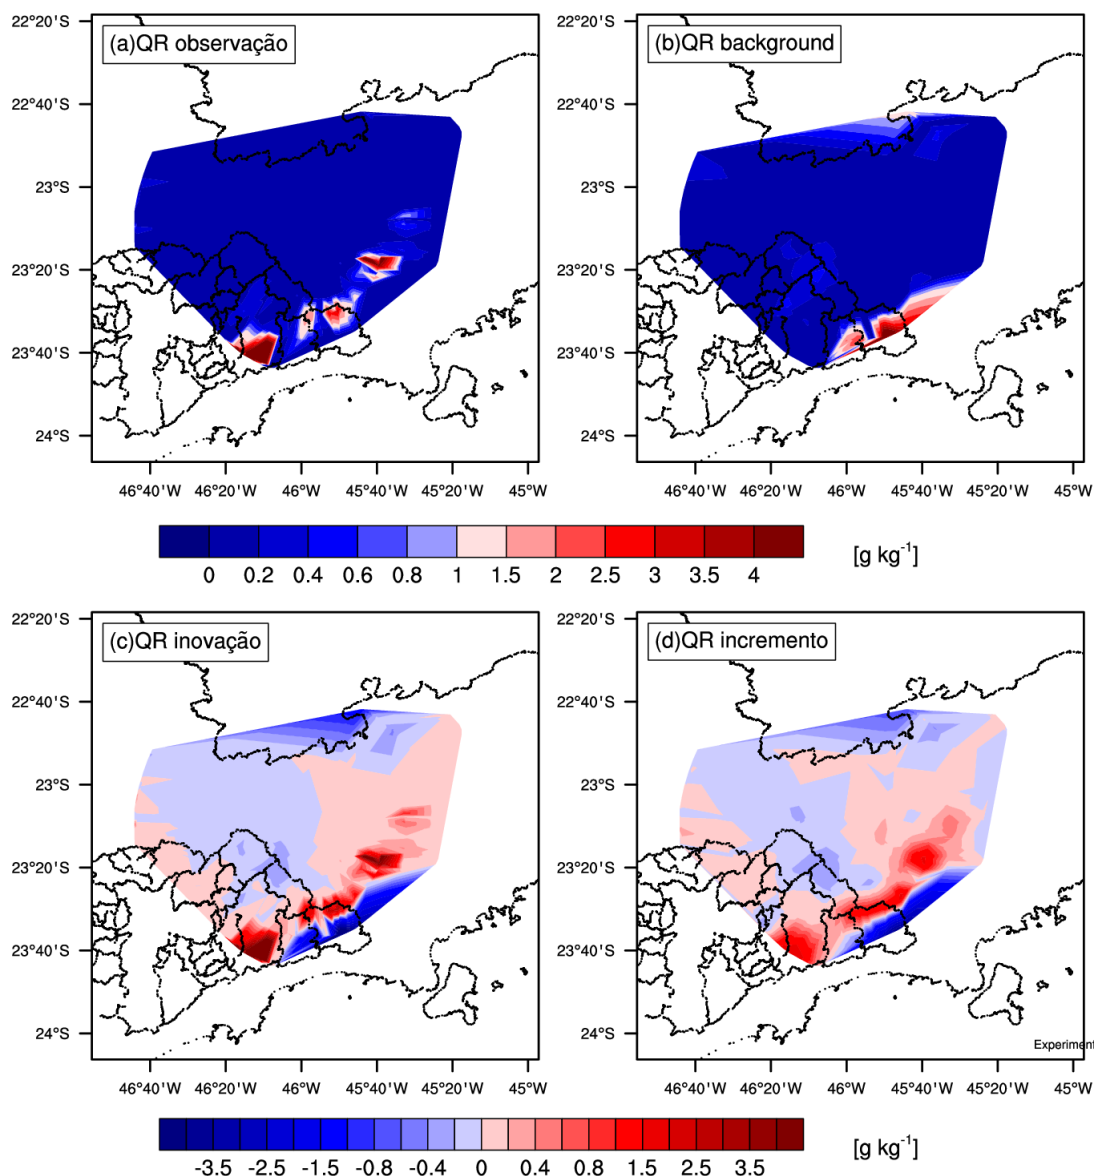 (a)QR observação
(b)QR background
22°20'S
22°40'S
23°S
23°20'S
23°40'S
24°S
46°40'W 46°20'W 46°W 45°40'W 45°20'W 45°W
22°20'S
22°40'S
23°S
23°20'S
23°40'S
24°S
46°40'W 46°20'W 46°W 45°40'W 45°20'W 45°W
0 0.2 0.4 0.6 0.8 1 1.5 2 2.5 3 3.5 4
[g kg⁻¹]
(c)QR inovação
(d)QR incremento
22°20'S
22°40'S
23°S
23°20'S
23°40'S
24°S
46°40'W 46°20'W 46°W 45°40'W 45°20'W 45°W
22°20'S
22°40'S
23°S
23°20'S
23°40'S
24°S
Experiment
46°40'W 46°20'W 46°W 45°40'W 45°20'W 45°W
-3.5 -2.5 -1.5 -0.8 -0.4 0 0.4 0.8 1.5 2.5 3.5
[g kg⁻¹]